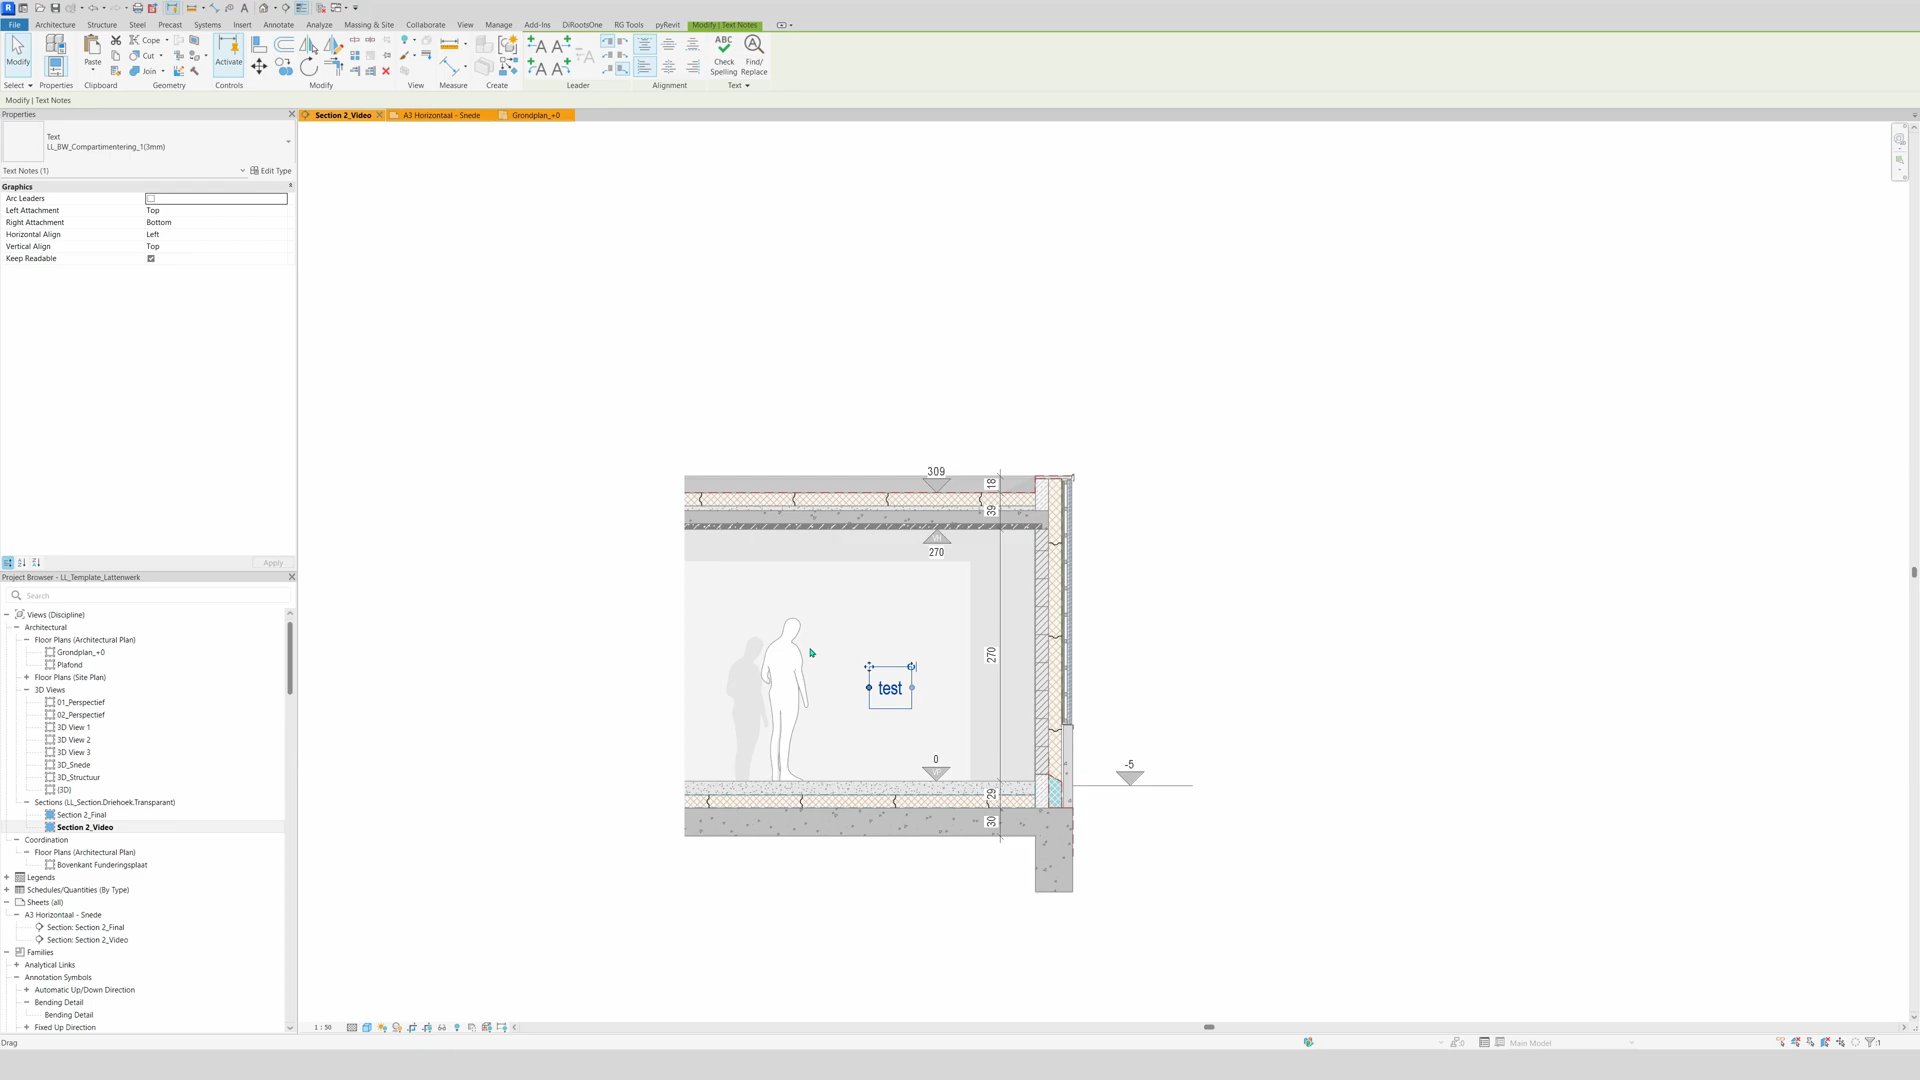 File Architecture Structure Steel Precast Systems Insert Annotate Analyze Massing & Site Collaborate View Manage Add-Ins DiRootsOne RG Tools pyRevit Modify | Text Notes
Modify Paste Cope Cut Join Activate ABC Check Spelling Find/ Replace
Select Properties Clipboard Geometry Controls Modify View Measure Create Leader Alignment Text
Modify | Text Notes
Properties
Section 2_Video A3 Horizontaal - Snede Grondplan_+0
Text
LL_BW_Compartimentering_1(3mm)
Text Notes (1) Edit Type
Graphics
Arc Leaders
Left Attachment Top
Right Attachment Bottom
Horizontal Align Left
Vertical Align Top
Keep Readable
Apply
Project Browser - LL_Template_Lattenwerk
Search
Views (Discipline)
Architectural
Floor Plans (Architectural Plan)
Grondplan_+0
Plafond
Floor Plans (Site Plan)
3D Views
01_Perspectief
02_Perspectief
3D View 1
3D View 2
3D View 3
3D_Snede
3D_Structuur
{3D}
Sections (LL_Section.Driehoek.Transparant)
Section 2_Final
Section 2_Video
Coordination
Floor Plans (Architectural Plan)
Bovenkant Funderingsplaat
Legends
Schedules/Quantities (By Type)
Sheets (all)
A3 Horizontaal - Snede
Section: Section 2_Final
Section: Section 2_Video
Families
Analytical Links
Annotation Symbols
Automatic Up/Down Direction
Bending Detail
Bending Detail
Fixed Up Direction
309
18
39
270
270
test
0
-5
29
30
1 : 50
Drag
Main Model
:1